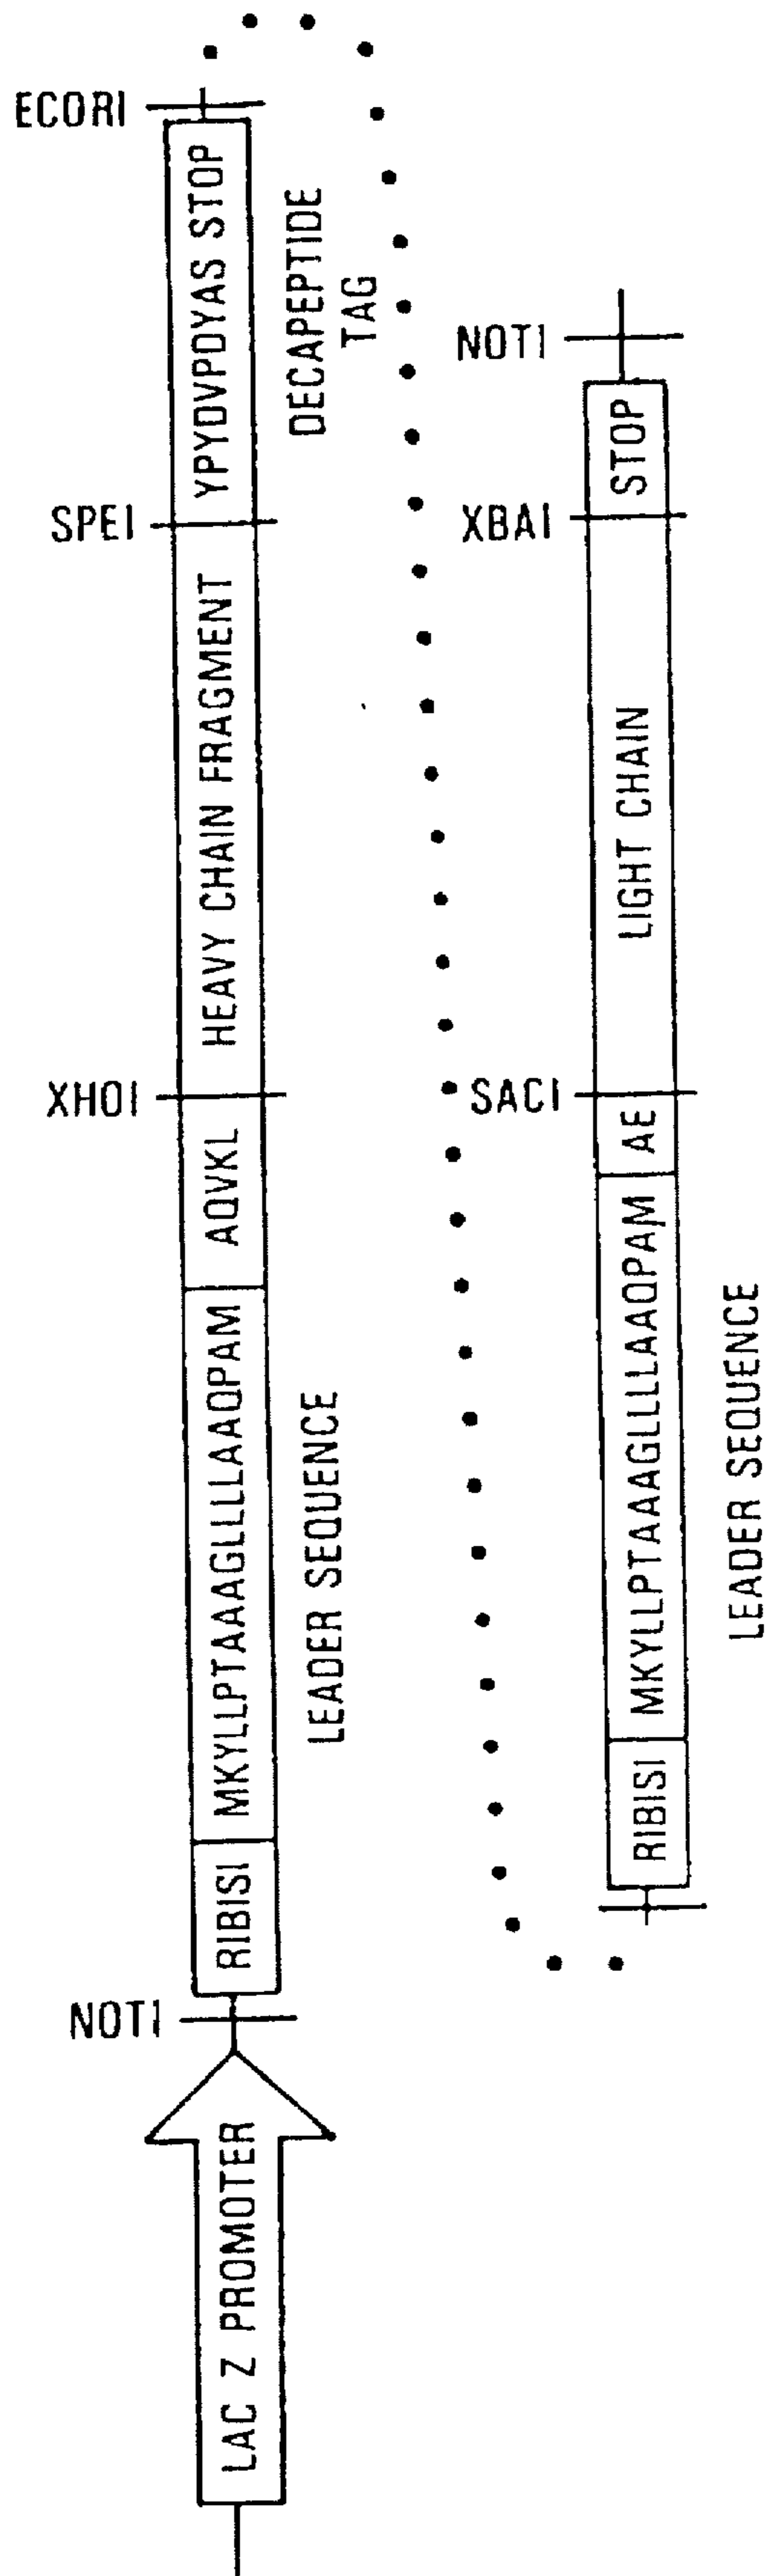 ECORI
YPYDVPDYAS STOP
DECAPEPTIDE
TAG
SPEI
HEAVY CHAIN FRAGMENT
XHOI
AQVKL
MKYLLPTAAAGLLLLAAQPAM
LEADER SEQUENCE
RIBISI
NOTI
LAC Z PROMOTER
NOTI
STOP
XBAI
LIGHT CHAIN
SACI
AE
MKYLLPTAAAGLLLLAAQPAM
LEADER SEQUENCE
RIBISI